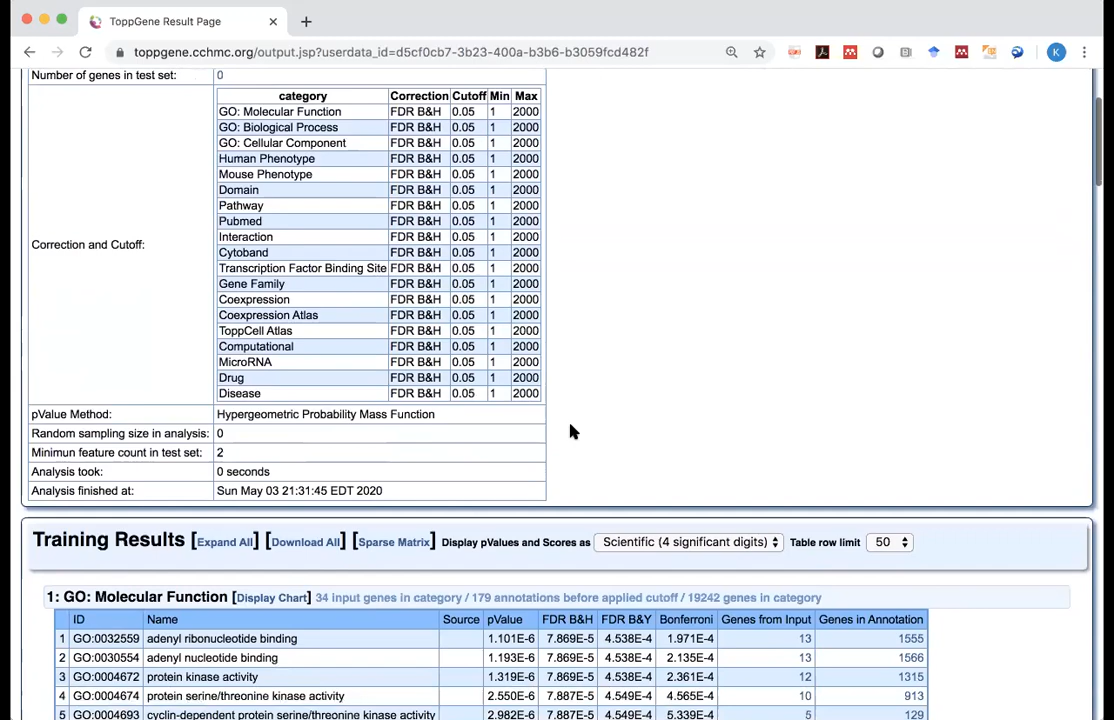 ToppGene Result Page
toppgene.cchmc.org/output.jsp?userdata_id=d5cf0cb7-3b23-400a-b3b6-b3059fcd482f
K
Number of genes in test set: 0
category Correction Cutoff Min Max
GO: Molecular Function FDR B&H 0.05 1 2000
GO: Biological Process FDR B&H 0.05 1 2000
GO: Cellular Component FDR B&H 0.05 1 2000
Human Phenotype FDR B&H 0.05 1 2000
Mouse Phenotype FDR B&H 0.05 1 2000
Domain FDR B&H 0.05 1 2000
Pathway FDR B&H 0.05 1 2000
Pubmed FDR B&H 0.05 1 2000
Interaction FDR B&H 0.05 1 2000
Correction and Cutoff:
Cytoband FDR B&H 0.05 1 2000
Transcription Factor Binding Site FDR B&H 0.05 1 2000
Gene Family FDR B&H 0.05 1 2000
Coexpression FDR B&H 0.05 1 2000
Coexpression Atlas FDR B&H 0.05 1 2000
ToppCell Atlas FDR B&H 0.05 1 2000
Computational FDR B&H 0.05 1 2000
MicroRNA FDR B&H 0.05 1 2000
Drug FDR B&H 0.05 1 2000
Disease FDR B&H 0.05 1 2000
pValue Method: Hypergeometric Probability Mass Function
Random sampling size in analysis: 0
Minimun feature count in test set: 2
Analysis took: 0 seconds
Analysis finished at: Sun May 03 21:31:45 EDT 2020
Training Results [Expand All] [Download All] [Sparse Matrix] Display pValues and Scores as Scientific (4 significant digits) Table row limit 50
1: GO: Molecular Function [Display Chart] 34 input genes in category / 179 annotations before applied cutoff / 19242 genes in category
ID Name Source pValue FDR B&H FDR B&Y Bonferroni Genes from Input Genes in Annotation
1 GO:0032559 adenyl ribonucleotide binding 1.101E-6 7.869E-5 4.538E-4 1.971E-4 13 1555
2 GO:0030554 adenyl nucleotide binding 1.193E-6 7.869E-5 4.538E-4 2.135E-4 13 1566
3 GO:0004672 protein kinase activity 1.319E-6 7.869E-5 4.538E-4 2.361E-4 12 1315
4 GO:0004674 protein serine/threonine kinase activity 2.550E-6 7.887E-5 4.549E-4 4.565E-4 10 913
5 GO:0004693 cyclin-dependent protein serine/threonine kinase activity 2.982E-6 7.887E-5 4.549E-4 5.339E-4 5 129